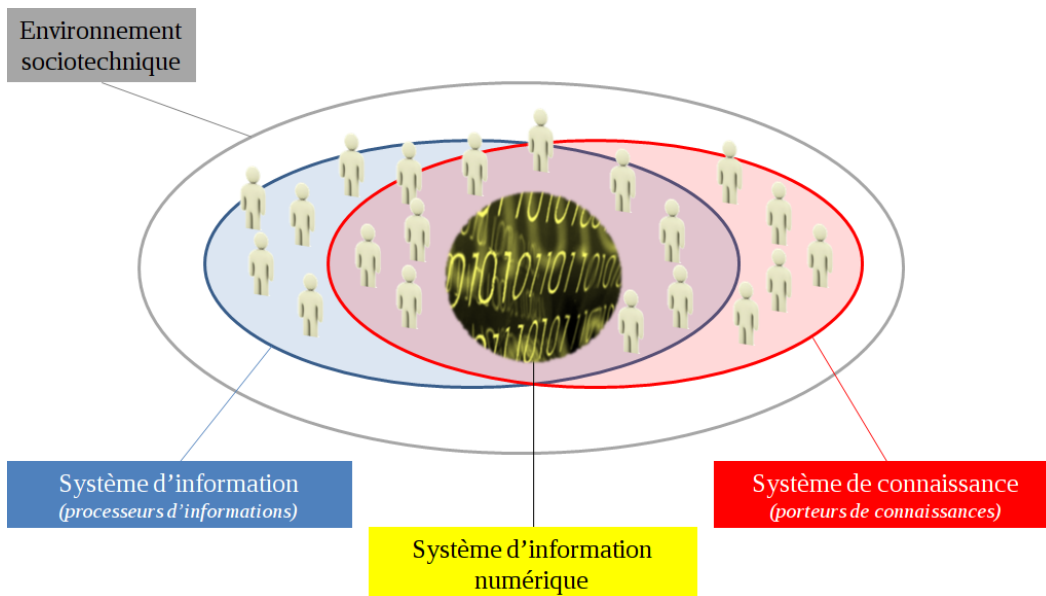 Environnement
sociotechnique
Système d’information
(processeurs d’informations)
Système de connaissance
(porteurs de connaissances)
Système d’information
numérique